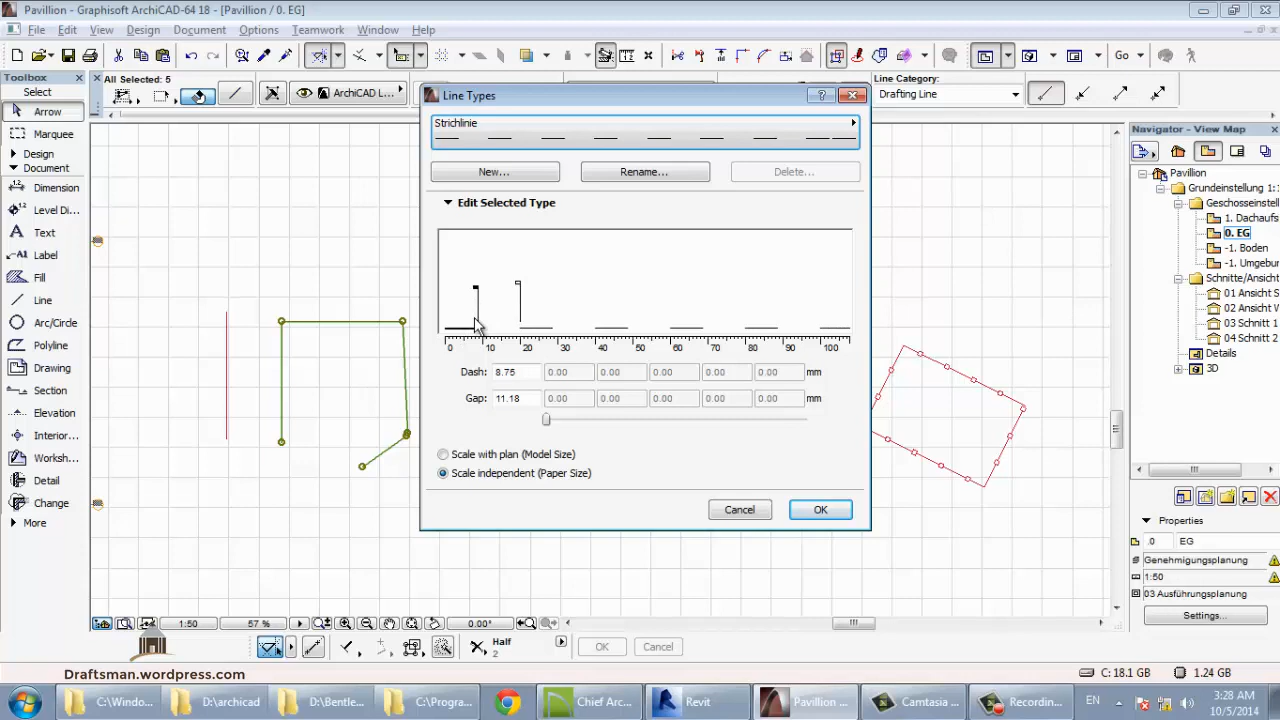 Pavillion - Graphisoft ArchiCAD-64 18 - [Pavillion / 0. EG]
File Edit View Design Document Options Teamwork Window Help
Go
Toolbox
Select
Arrow
Marquee
Design
Document
Dimension
Level Di...
Text
Label
Fill
Line
Arc/Circle
Polyline
Drawing
Section
Elevation
Interior...
Worksh...
Detail
Change
More
All Selected: 5
ArchiCAD L...
Line Category:
Drafting Line
Line Types
Strichlinie
New... Rename... Delete...
Edit Selected Type
0 10 20 30 40 50 60 70 80 90 100
Dash: 8.75 0.00 0.00 0.00 0.00 0.00 mm
Gap: 11.18 0.00 0.00 0.00 0.00 0.00 mm
Scale with plan (Model Size)
Scale independent (Paper Size)
Cancel OK
Navigator - View Map
Pavillion
Grundeinstellung 1:
Geschosseinstell
1. Dachaufs
0. EG
-1. Boden
-1. Umgebur
Schnitte/Ansicht
01 Ansicht S
02 Ansicht W
03 Schnitt 1
04 Schnitt 2
Details
3D
Properties
.0 EG
Genehmigungsplanung
1:50
03 Ausführungsplanung
Settings...
1:50 57 % 0.00°
Half
2
OK Cancel
Draftsman.wordpress.com
C: 18.1 GB 1.24 GB
C:\Windo... D:\archicad D:\Bentle... C:\Progra... Chief Arc... Revit Pavillion ... Camtasia ... Recordin...
EN
3:28 AM
10/5/2014